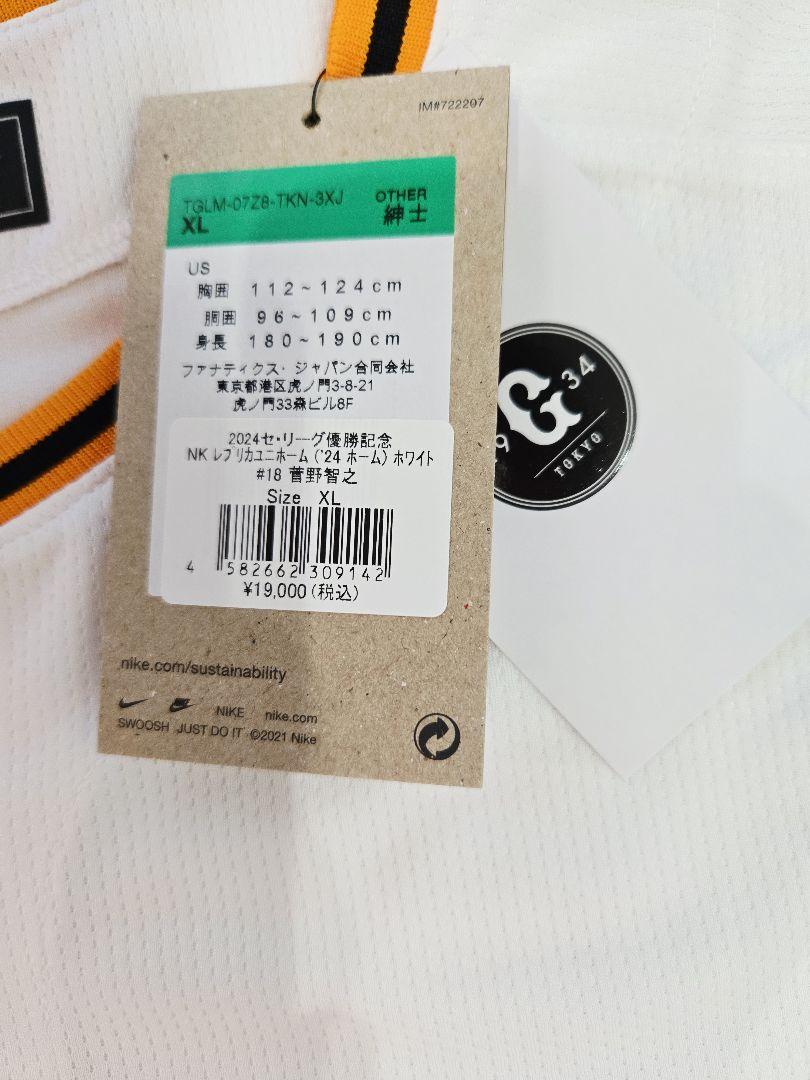 IM#722207
TGLM-07Z8-TKN-3XJ
OTHER
XL
紳士
US
胸囲 112~124cm
胴囲 96~109cm
身長 180~190cm
ファナティクス・ジャパン合同会社
東京都港区虎ノ門3-8-21
虎ノ門33森ビル8F
2024セ・リーグ優勝記念
NK レプリカユニホーム ('24 ホーム) ホワイト
#18 菅野智之
Size XL
4 582662 309142
¥19,000(税込)
nike.com/sustainability
NIKE nike.com
SWOOSH JUST DO IT ©2021 Nike
9 G 34
TOKYO